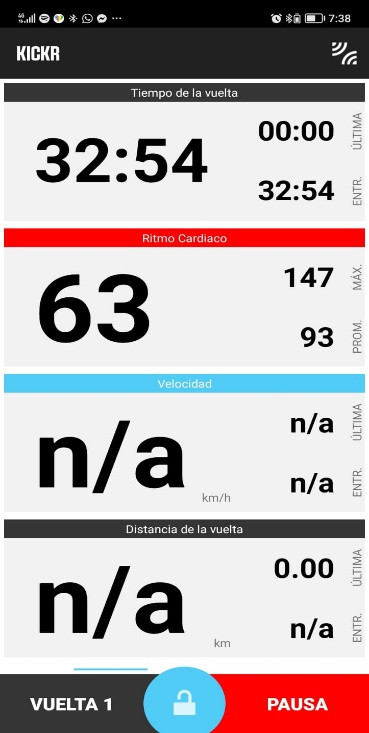 4G 7:38
KICKR
Tiempo de la vuelta
32:54
00:00 ÚLTIMA
32:54 ENTR.
Ritmo Cardiaco
63
147 MÁX.
93 PROM.
Velocidad
n/a km/h
n/a ÚLTIMA
n/a ENTR.
Distancia de la vuelta
n/a km
0.00 ÚLTIMA
n/a ENTR.
VUELTA 1 PAUSA